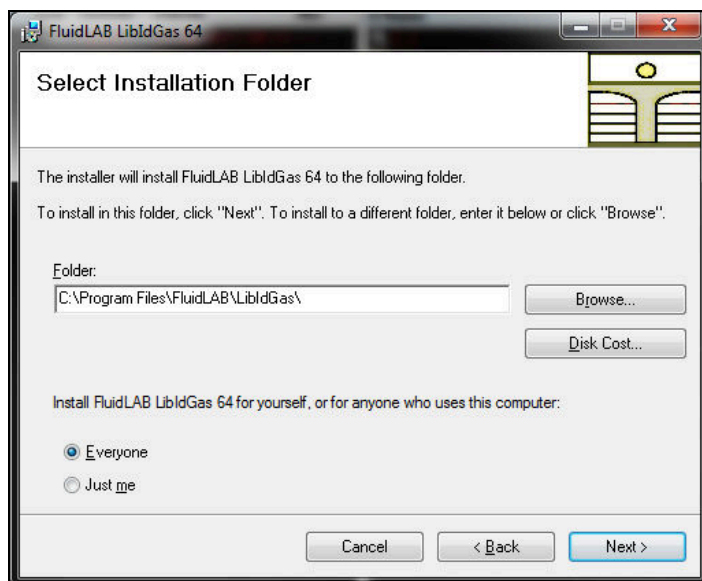 FluidLAB LibIdGas 64
Select Installation Folder
The installer will install FluidLAB LibIdGas 64 to the following folder.
To install in this folder, click "Next". To install to a different folder, enter it below or click "Browse".
Folder:
C:\Program Files\FluidLAB\LibIdGas\
Browse...
Disk Cost...
Install FluidLAB LibIdGas 64 for yourself, or for anyone who uses this computer:
Everyone
Just me
Cancel
< Back
Next >